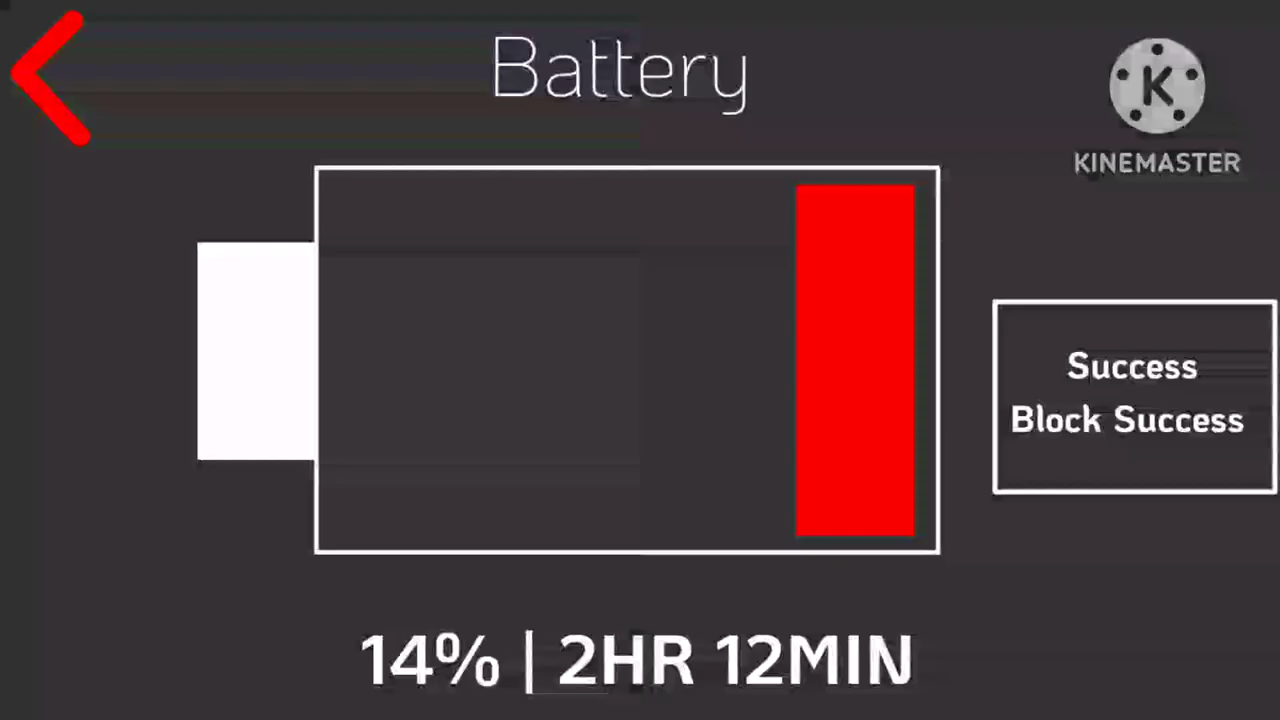 Battery
K
KINEMASTER
Success
Block Success
14% | 2HR 12MIN